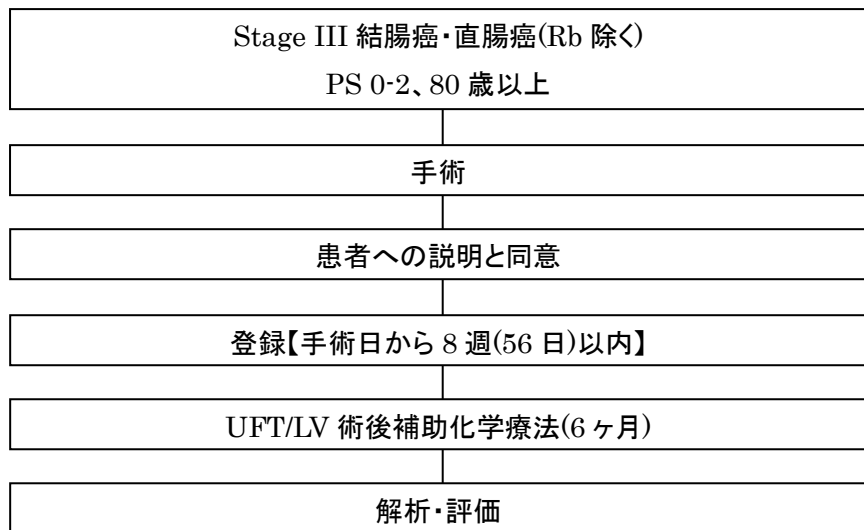 Stage III 結腸癌・直腸癌(Rb 除く)
PS 0-2、80 歳以上
手術
患者への説明と同意
登録【手術日から 8 週(56 日)以内】
UFT/LV 術後補助化学療法(6 ヶ月)
解析・評価